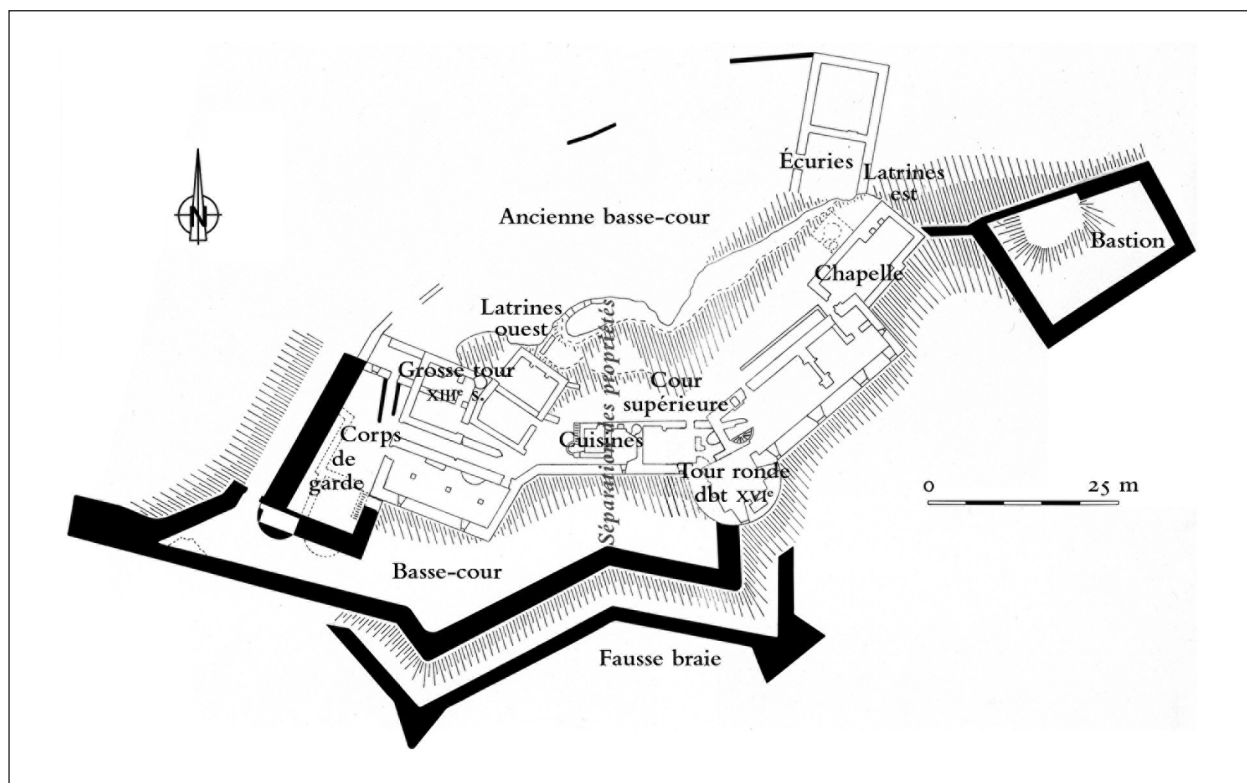 Écuries
Latrines
est
N
Ancienne basse-cour
Bastion
Chapelle
Latrines
ouest
Séparation des propriétés
Grosse tour
XIIIe s.
Cour
supérieure
Corps
de
garde
Cuisines
Tour ronde
dbt XVIe
0 25 m
Basse-cour
Fausse braie